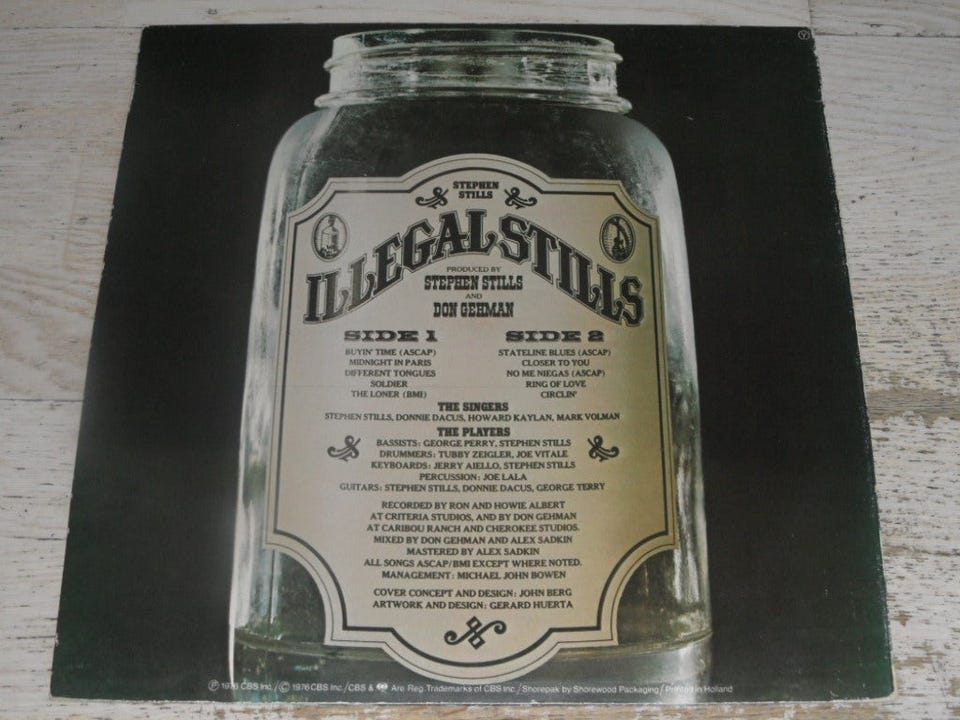 Y
STEPHEN
STILLS
ILLEGAL STILLS
PRODUCED BY
STEPHEN STILLS
AND
DON GEHMAN
SIDE 1
BUYIN' TIME (ASCAP)
MIDNIGHT IN PARIS
DIFFERENT TONGUES
SOLDIER
THE LONER (BMI)
SIDE 2
STATELINE BLUES (ASCAP)
CLOSER TO YOU
NO ME NIEGAS (ASCAP)
RING OF LOVE
CIRCLIN'
THE SINGERS
STEPHEN STILLS, DONNIE DACUS, HOWARD KAYLAN, MARK VOLMAN
THE PLAYERS
BASSISTS: GEORGE PERRY, STEPHEN STILLS
DRUMMERS: TUBBY ZEIGLER, JOE VITALE
KEYBOARDS: JERRY AIELLO, STEPHEN STILLS
PERCUSSION: JOE LALA
GUITARS: STEPHEN STILLS, DONNIE DACUS, GEORGE TERRY
RECORDED BY RON AND HOWIE ALBERT
AT CRITERIA STUDIOS, AND BY DON GEHMAN
AT CARIBOU RANCH AND CHEROKEE STUDIOS.
MIXED BY DON GEHMAN AND ALEX SADKIN
MASTERED BY ALEX SADKIN
ALL SONGS ASCAP/BMI EXCEPT WHERE NOTED.
MANAGEMENT: MICHAEL JOHN BOWEN
COVER CONCEPT AND DESIGN: JOHN BERG
ARTWORK AND DESIGN: GERARD HUERTA
℗ 1976 CBS Inc./© 1976 CBS Inc./CBS & Are Reg. Trademarks of CBS Inc./Shorepak by Shorewood Packaging/Printed in Holland